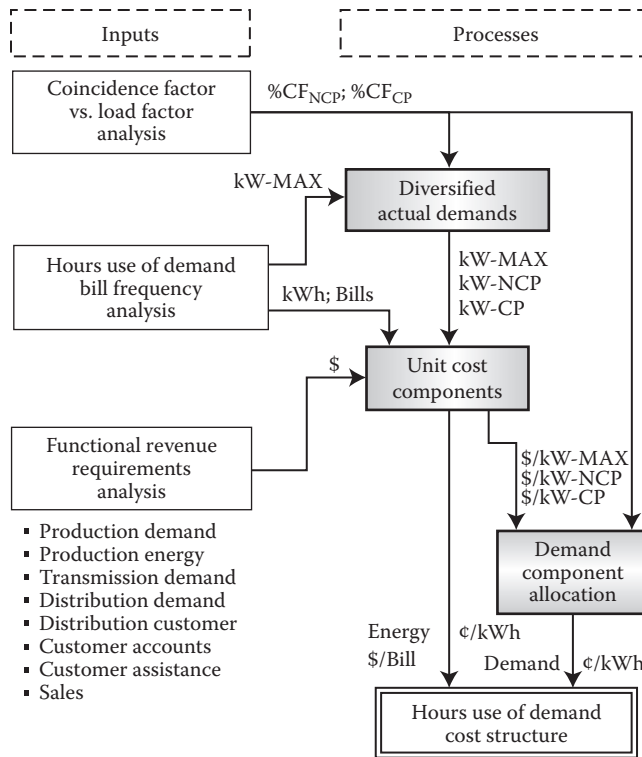 Inputs
Processes
Coincidence factor
vs. load factor
analysis
%CF_NCP; %CF_CP
kW-MAX
Diversified
actual demands
Hours use of demand
bill frequency
analysis
kWh; Bills
kW-MAX
kW-NCP
kW-CP
$
Unit cost
components
Functional revenue
requirements
analysis
$/kW-MAX
$/kW-NCP
$/kW-CP
▪ Production demand
▪ Production energy
▪ Transmission demand
▪ Distribution demand
▪ Distribution customer
▪ Customer accounts
▪ Customer assistance
▪ Sales
Demand
component
allocation
Energy ¢/kWh
$/Bill
Demand ¢/kWh
Hours use of demand
cost structure